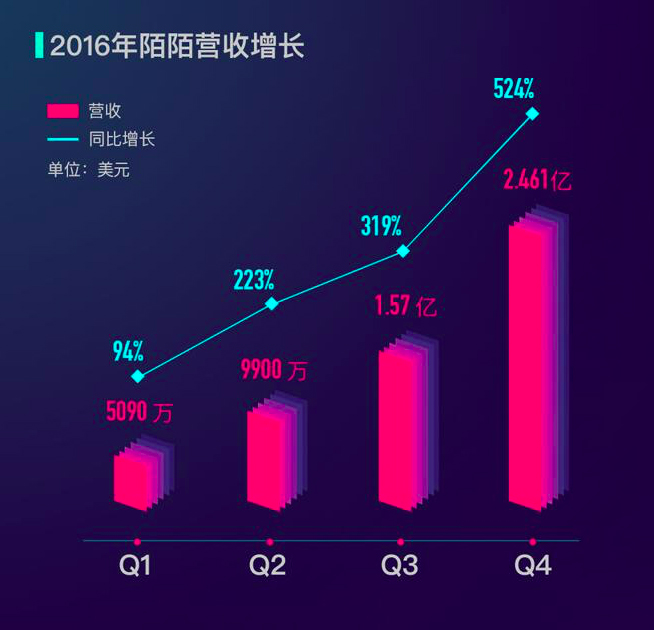 2016年陌陌营收增长
营收
同比增长
单位：美元
524%
2.461亿
319%
1.57 亿
223%
9900 万
94%
5090 万
Q1 Q2 Q3 Q4